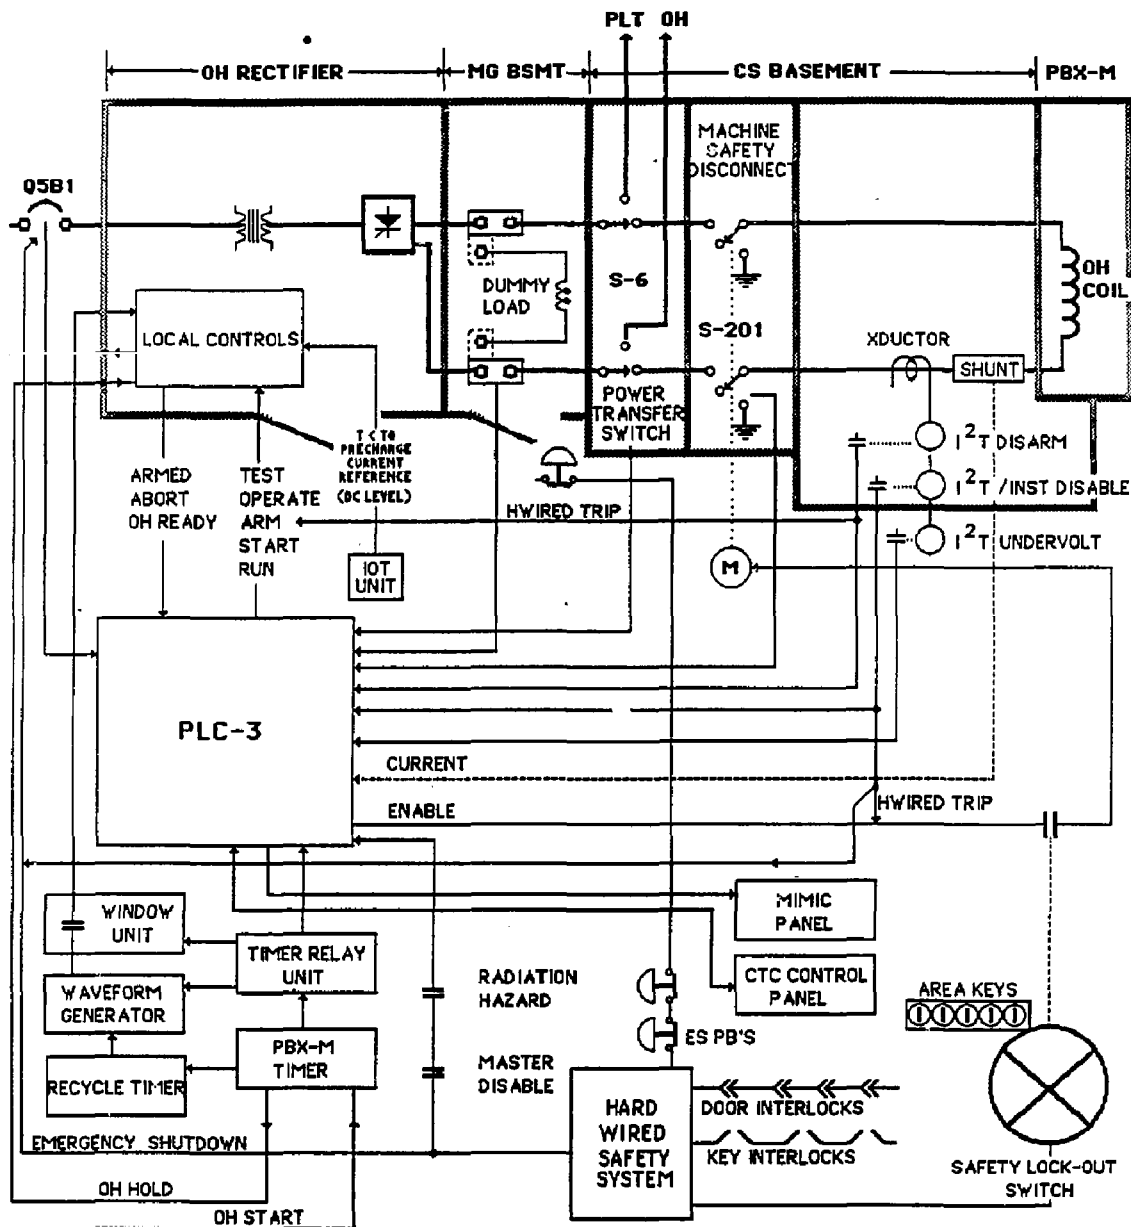 PLT OH
OH RECTIFIER
MG BSMT
CS BASEMENT
PBX-M
MACHINE
SAFETY
DISCONNECT
Q5B1
S-6
DUMMY
LOAD
OH
COIL
S-201
LOCAL CONTROLS
XDUCTOR
SHUNT
POWER
TRANSFER
SWITCH
PRECHARGE
CURRENT
REFERENCE
(DC LEVEL)
I²T DISARM
ARMED
ABORT
OH READY
TEST
OPERATE
ARM
START
RUN
I²T /INST DISABLE
HWIRED TRIP
I²T UNDERVOLT
IOT
UNIT
M
PLC-3
CURRENT
ENABLE
HWIRED TRIP
WINDOW
UNIT
MIMIC
PANEL
TIMER RELAY
UNIT
RADIATION
HAZARD
CTC CONTROL
PANEL
WAVEFORM
GENERATOR
AREA KEYS
ES PB'S
PBX-M
TIMER
RECYCLE TIMER
MASTER
DISABLE
HARD
WIRED
SAFETY
SYSTEM
DOOR INTERLOCKS
KEY INTERLOCKS
EMERGENCY SHUTDOWN
SAFETY LOCK-OUT
SWITCH
OH HOLD
OH START